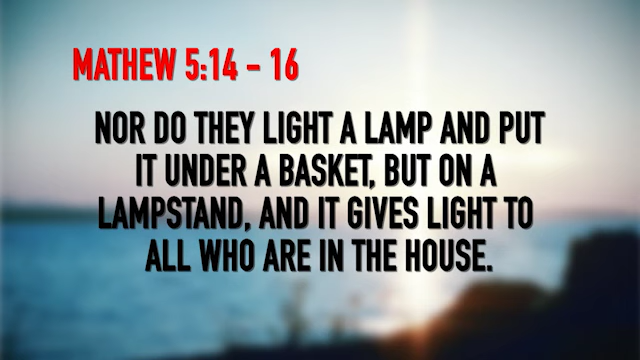 MATHEW 5:14 - 16
NOR DO THEY LIGHT A LAMP AND PUT
IT UNDER A BASKET, BUT ON A
LAMPSTAND, AND IT GIVES LIGHT TO
ALL WHO ARE IN THE HOUSE.